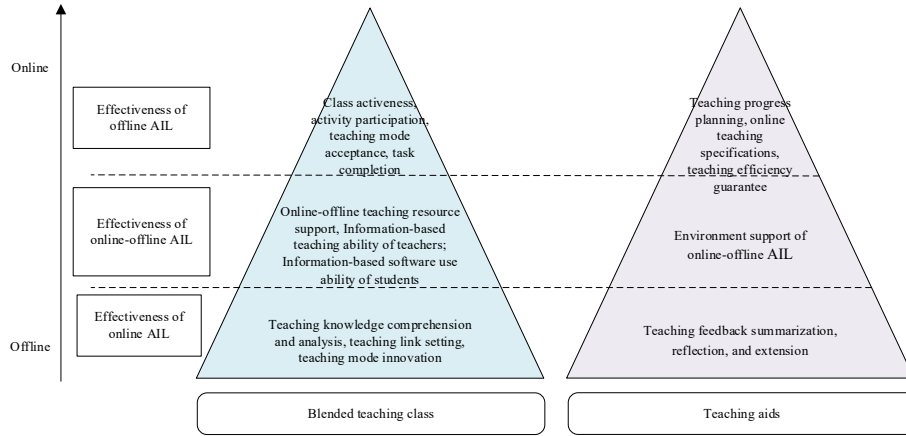 Online
Effectiveness of
offline AIL
Class activeness,
activity participation,
teaching mode
acceptance, task
completion
Teaching progress
planning, online
teaching
specifications,
teaching efficiency
guarantee
Effectiveness of
online-offline AIL
Online-offline teaching resource
support, Information-based
teaching ability of teachers;
Information-based software use
ability of students
Environment support of
online-offline AIL
Offline
Effectiveness of
online AIL
Teaching knowledge comprehension
and analysis, teaching link setting,
teaching mode innovation
Teaching feedback summarization,
reflection, and extension
Blended teaching class
Teaching aids